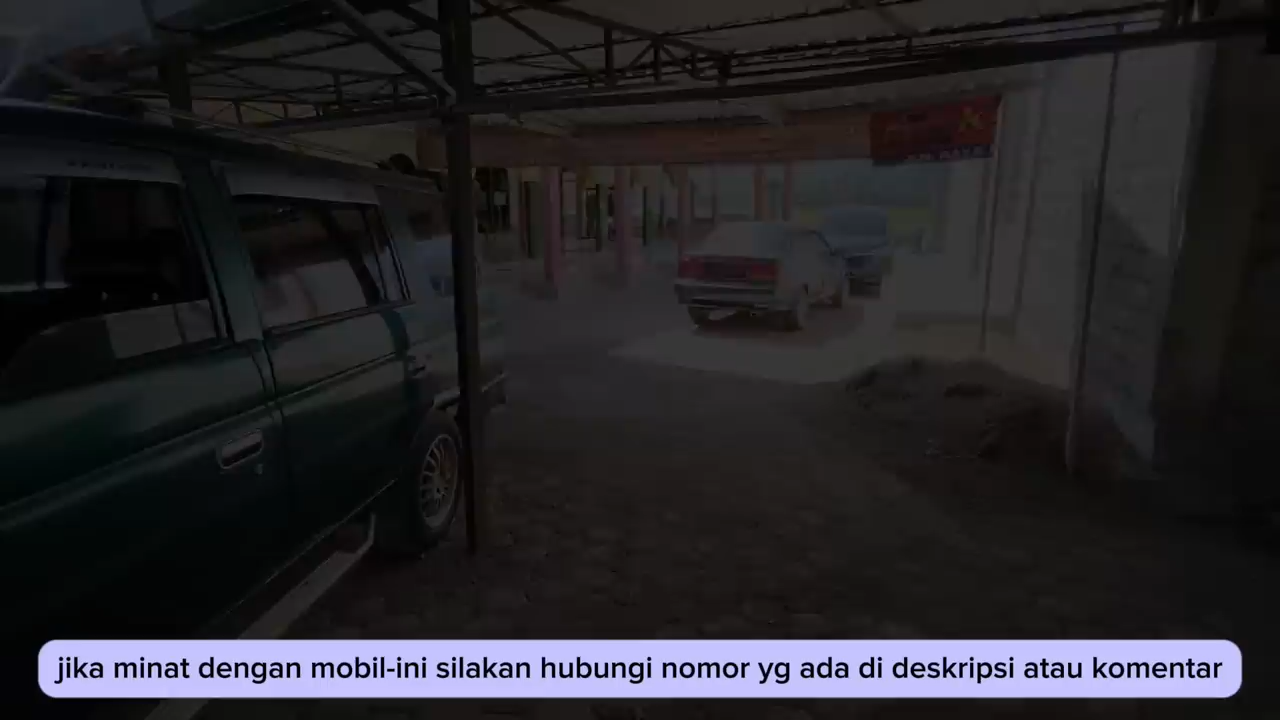 jika minat dengan mobil-ini silakan hubungi nomor yg ada di deskripsi atau komentar